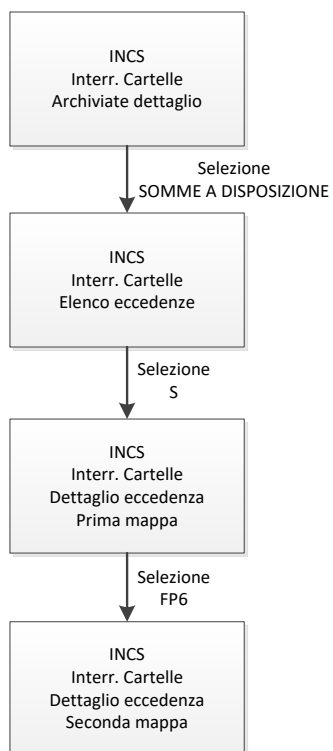 INCS
Interr. Cartelle
Archiviate dettaglio
Selezione
SOMME A DISPOSIZIONE
INCS
Interr. Cartelle
Elenco eccedenze
Selezione
S
INCS
Interr. Cartelle
Dettaglio eccedenza
Prima mappa
Selezione
FP6
INCS
Interr. Cartelle
Dettaglio eccedenza
Seconda mappa